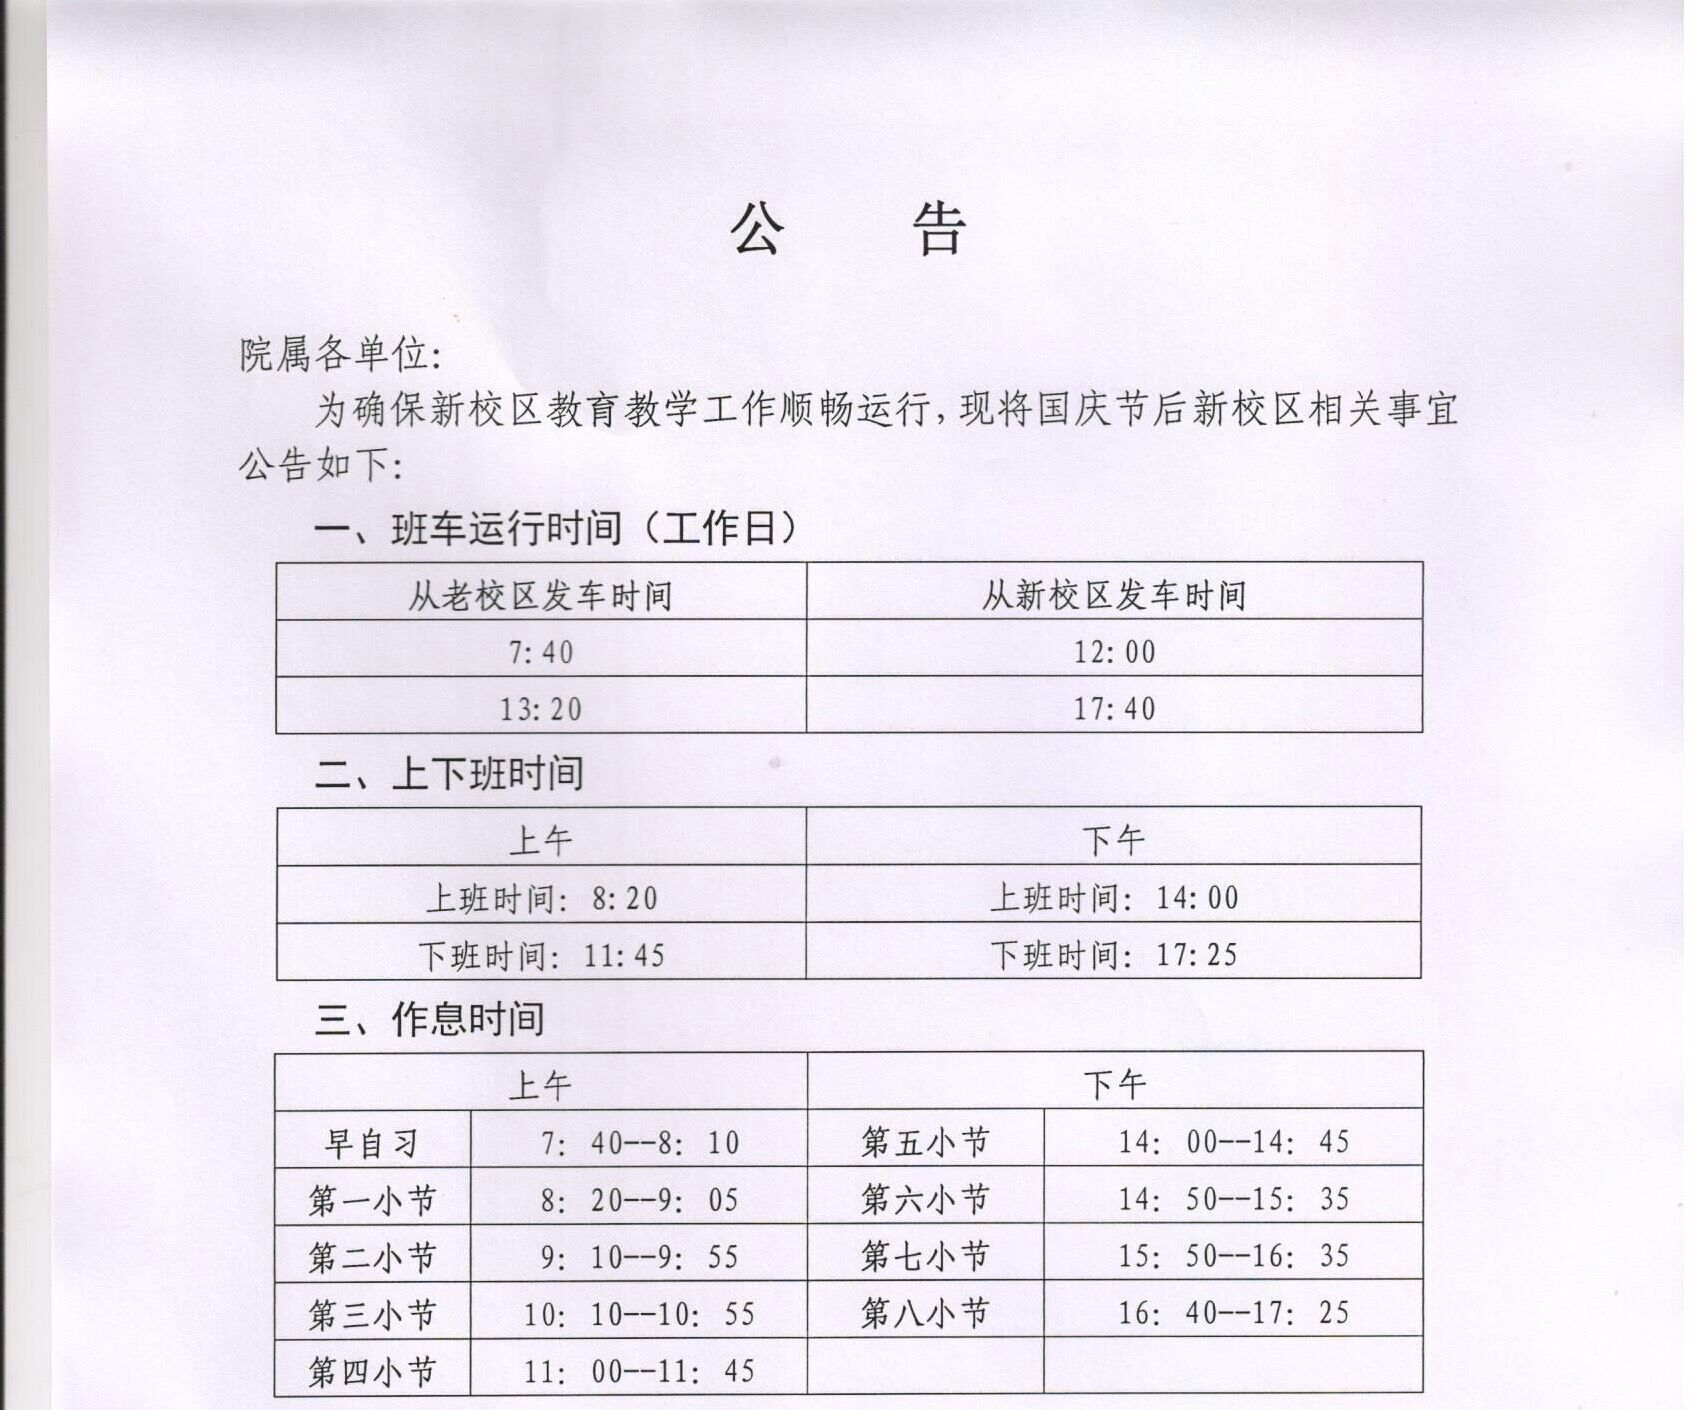 公 告
院属各单位：
为确保新校区教育教学工作顺畅运行，现将国庆节后新校区相关事宜
公告如下：
一、班车运行时间（工作日）
从老校区发车时间 从新校区发车时间
7：40 12：00
13：20 17：40
二、上下班时间
上午 下午
上班时间：8：20 上班时间：14：00
下班时间：11：45 下班时间：17：25
三、作息时间
上午 下午
早自习 7：40--8：10 第五小节 14：00--14：45
第一小节 8：20--9：05 第六小节 14：50--15：35
第二小节 9：10--9：55 第七小节 15：50--16：35
第三小节 10：10--10：55 第八小节 16：40--17：25
第四小节 11：00--11：45